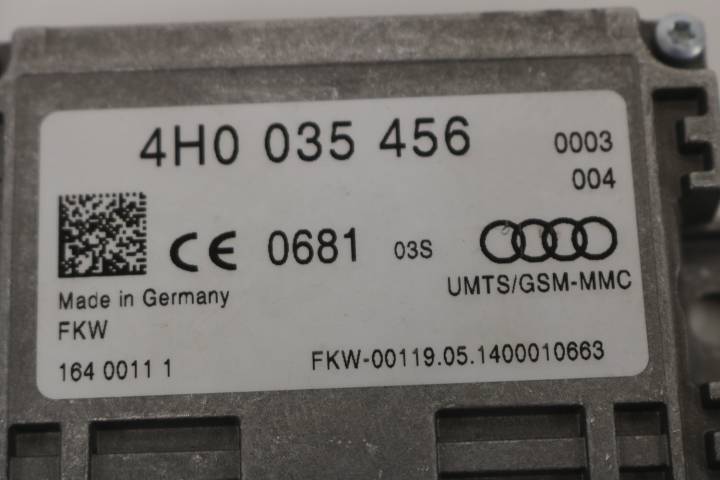 4H0 035 456
0003
004
CE 0681 03S
UMTS/GSM-MMC
Made in Germany
FKW
164 0011 1
FKW-00119.05.1400010663